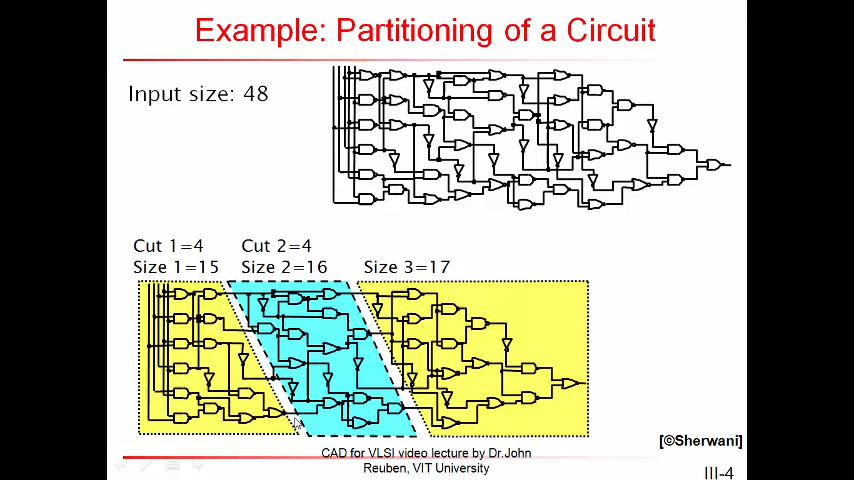 Example: Partitioning of a Circuit
Input size: 48
Cut 1=4 Cut 2=4
Size 1=15 Size 2=16 Size 3=17
[©Sherwani]
CAD for VLSI video lecture by Dr.John
Reuben, VIT University
III-4